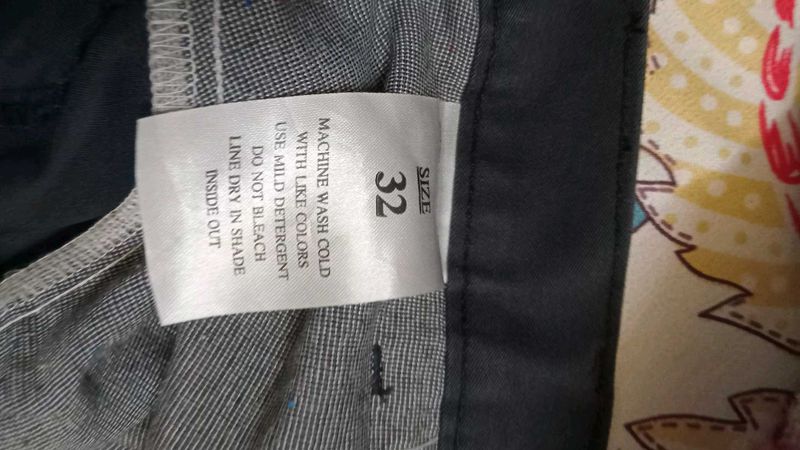 SIZE
32
MACHINE WASH COLD
WITH LIKE COLORS
USE MILD DETERGENT
DO NOT BLEACH
LINE DRY IN SHADE
INSIDE OUT